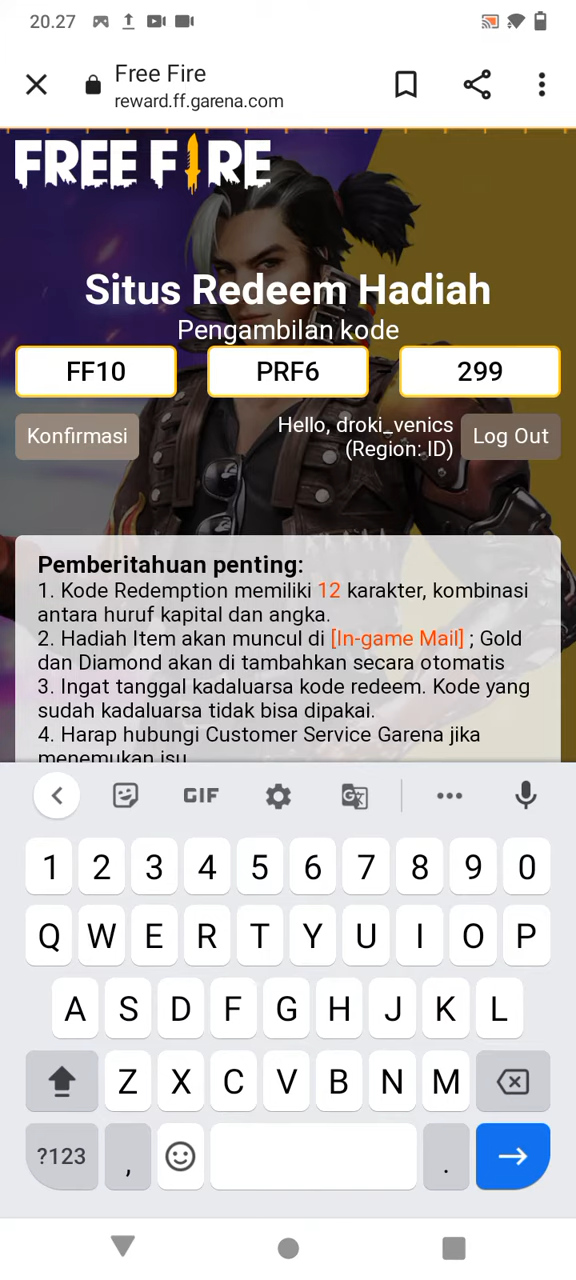 20.27
Free Fire
reward.ff.garena.com
FREE FIRE
Situs Redeem Hadiah
Pengambilan kode
FF10 PRF6 299
Konfirmasi
Hello, droki_venics
(Region: ID)
Log Out
Pemberitahuan penting:
1. Kode Redemption memiliki 12 karakter, kombinasi
antara huruf kapital dan angka.
2. Hadiah Item akan muncul di [In-game Mail] ; Gold
dan Diamond akan di tambahkan secara otomatis
3. Ingat tanggal kadaluarsa kode redeem. Kode yang
sudah kadaluarsa tidak bisa dipakai.
4. Harap hubungi Customer Service Garena jika
menemukan isu
GIF
1 2 3 4 5 6 7 8 9 0
Q W E R T Y U I O P
A S D F G H J K L
Z X C V B N M
?123 , .